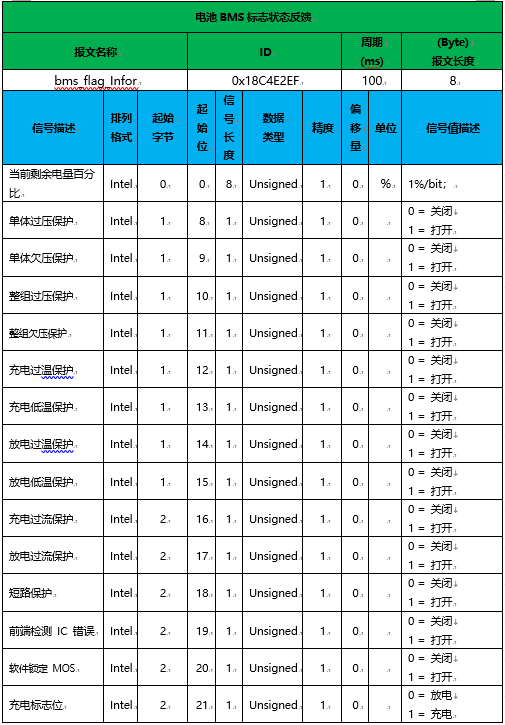 电池 BMS 标志状态反馈
报文名称 ID 周期 (ms) (Byte) 报文长度
bms_flag_Infor 0x18C4E2EF 100 8
信号描述 排列格式 起始字节 起始位 信号长度 数据类型 精度 偏移量 单位 信号值描述
当前剩余电量百分比 Intel 0 0 8 Unsigned 1 0 % 1%/bit;
单体过压保护 Intel 1 8 1 Unsigned 1 0 0 = 关闭
1 = 打开
单体欠压保护 Intel 1 9 1 Unsigned 1 0 0 = 关闭
1 = 打开
整组过压保护 Intel 1 10 1 Unsigned 1 0 0 = 关闭
1 = 打开
整组欠压保护 Intel 1 11 1 Unsigned 1 0 0 = 关闭
1 = 打开
充电过温保护 Intel 1 12 1 Unsigned 1 0 0 = 关闭
1 = 打开
充电低温保护 Intel 1 13 1 Unsigned 1 0 0 = 关闭
1 = 打开
放电过温保护 Intel 1 14 1 Unsigned 1 0 0 = 关闭
1 = 打开
放电低温保护 Intel 1 15 1 Unsigned 1 0 0 = 关闭
1 = 打开
充电过流保护 Intel 2 16 1 Unsigned 1 0 0 = 关闭
1 = 打开
放电过流保护 Intel 2 17 1 Unsigned 1 0 0 = 关闭
1 = 打开
短路保护 Intel 2 18 1 Unsigned 1 0 0 = 关闭
1 = 打开
前端检测 IC 错误 Intel 2 19 1 Unsigned 1 0 0 = 关闭
1 = 打开
软件锁定 MOS Intel 2 20 1 Unsigned 1 0 0 = 关闭
1 = 打开
充电标志位 Intel 2 21 1 Unsigned 1 0 0 = 放电
1 = 充电